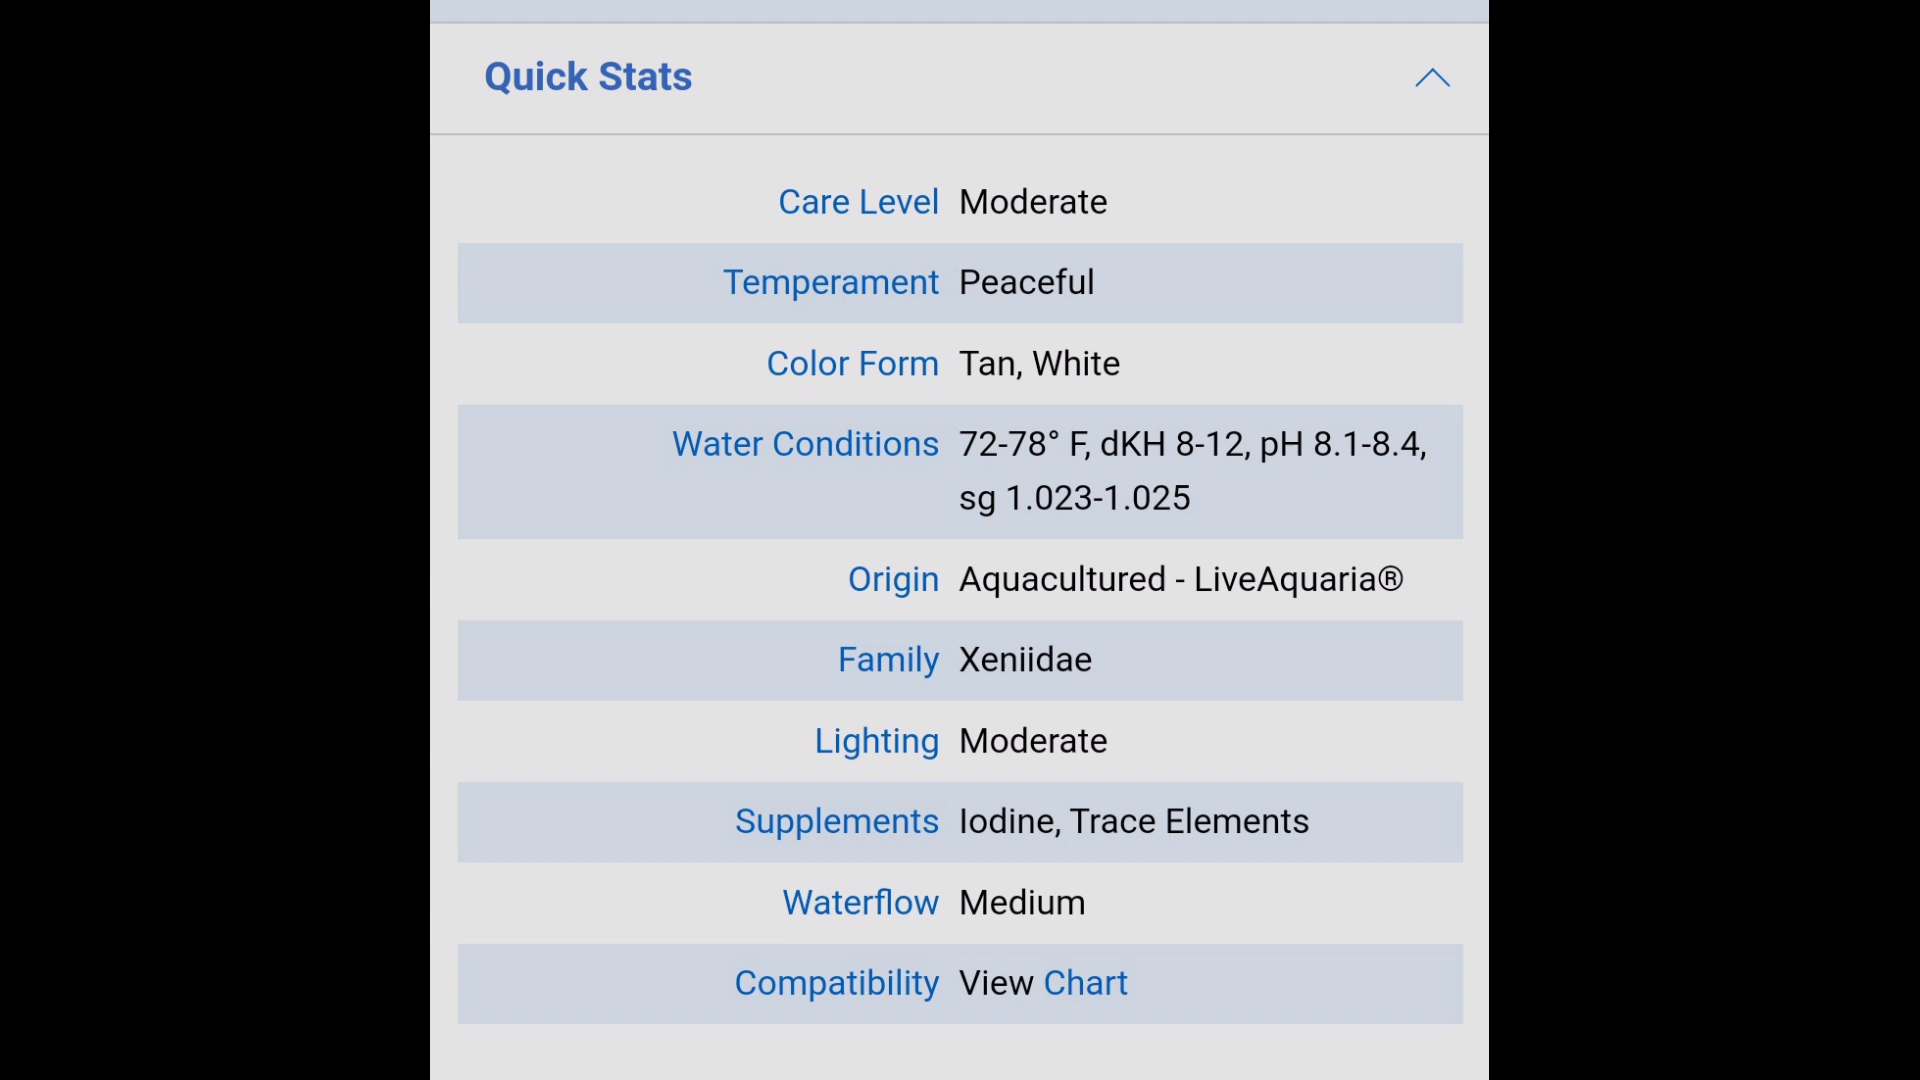 Quick Stats
Care Level Moderate
Temperament Peaceful
Color Form Tan, White
Water Conditions 72-78° F, dKH 8-12, pH 8.1-8.4,
sg 1.023-1.025
Origin Aquacultured - LiveAquaria®
Family Xeniidae
Lighting Moderate
Supplements Iodine, Trace Elements
Waterflow Medium
Compatibility View Chart